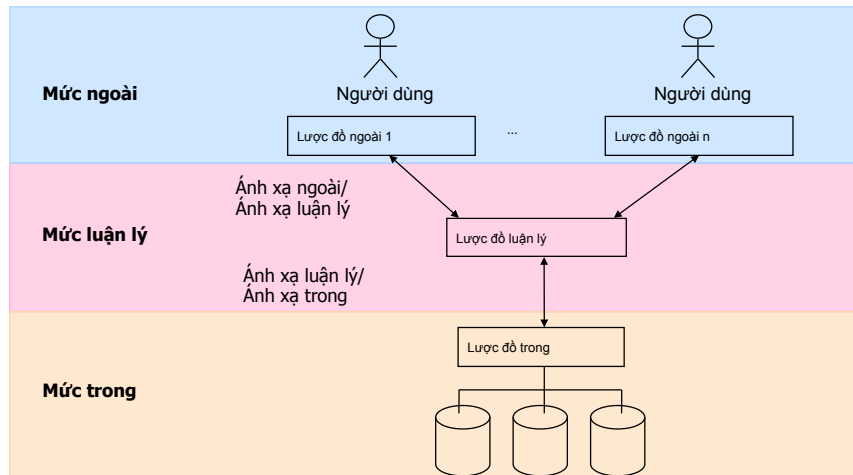 Mức ngoài
Người dùng
Người dùng
Lược đồ ngoài 1
...
Lược đồ ngoài n
Ánh xạ ngoài/
Ánh xạ luận lý
Mức luận lý
Lược đồ luận lý
Ánh xạ luận lý/
Ánh xạ trong
Lược đồ trong
Mức trong